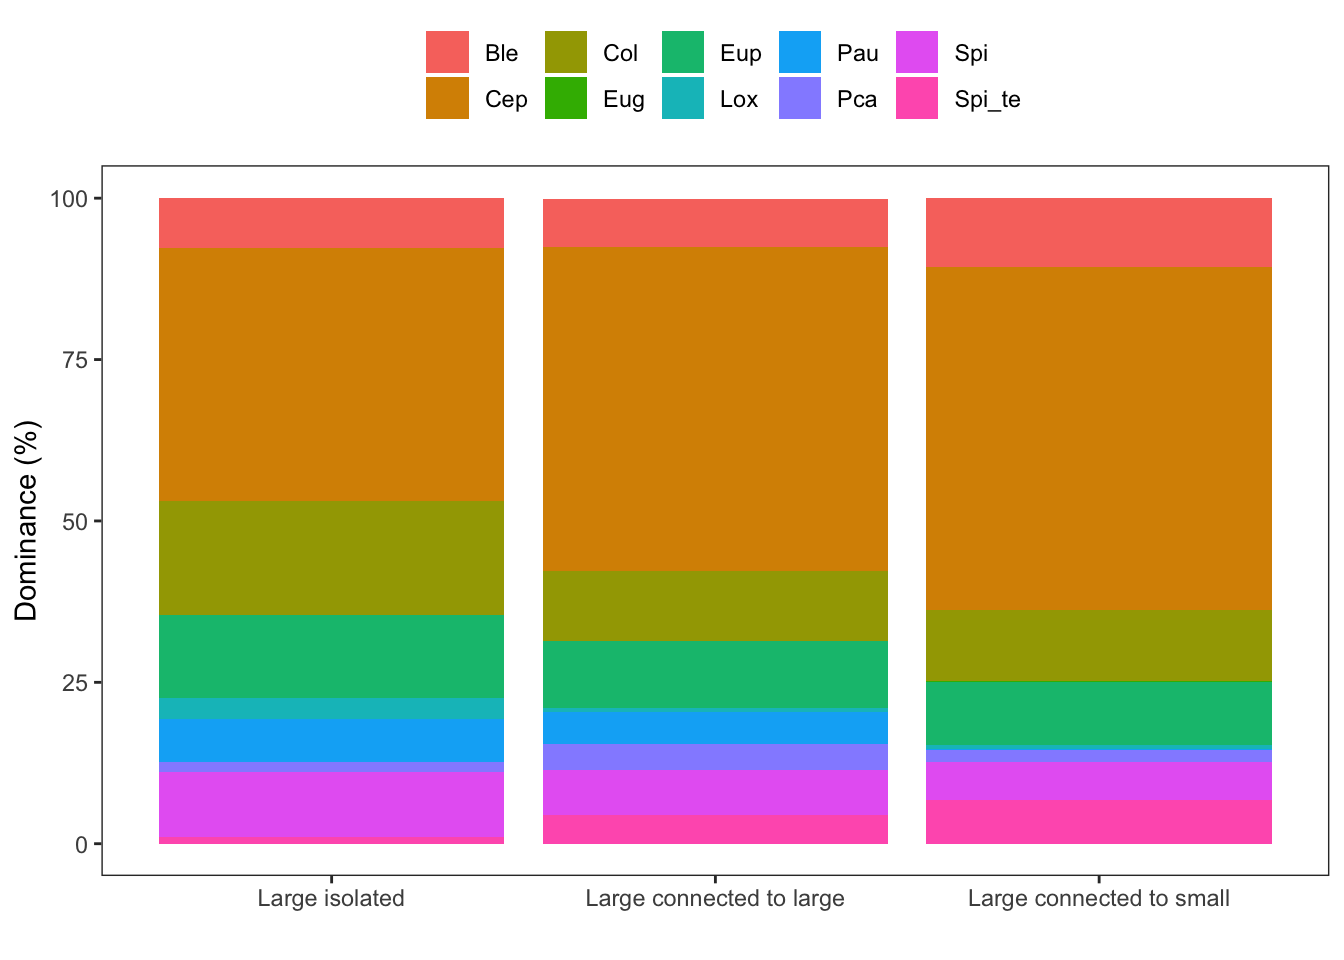 Ble Col Eup Pau Spi
Cep Eug Lox Pca Spi_te
Dominance (%)
100
75
50
25
0
Large isolated Large connected to large Large connected to small